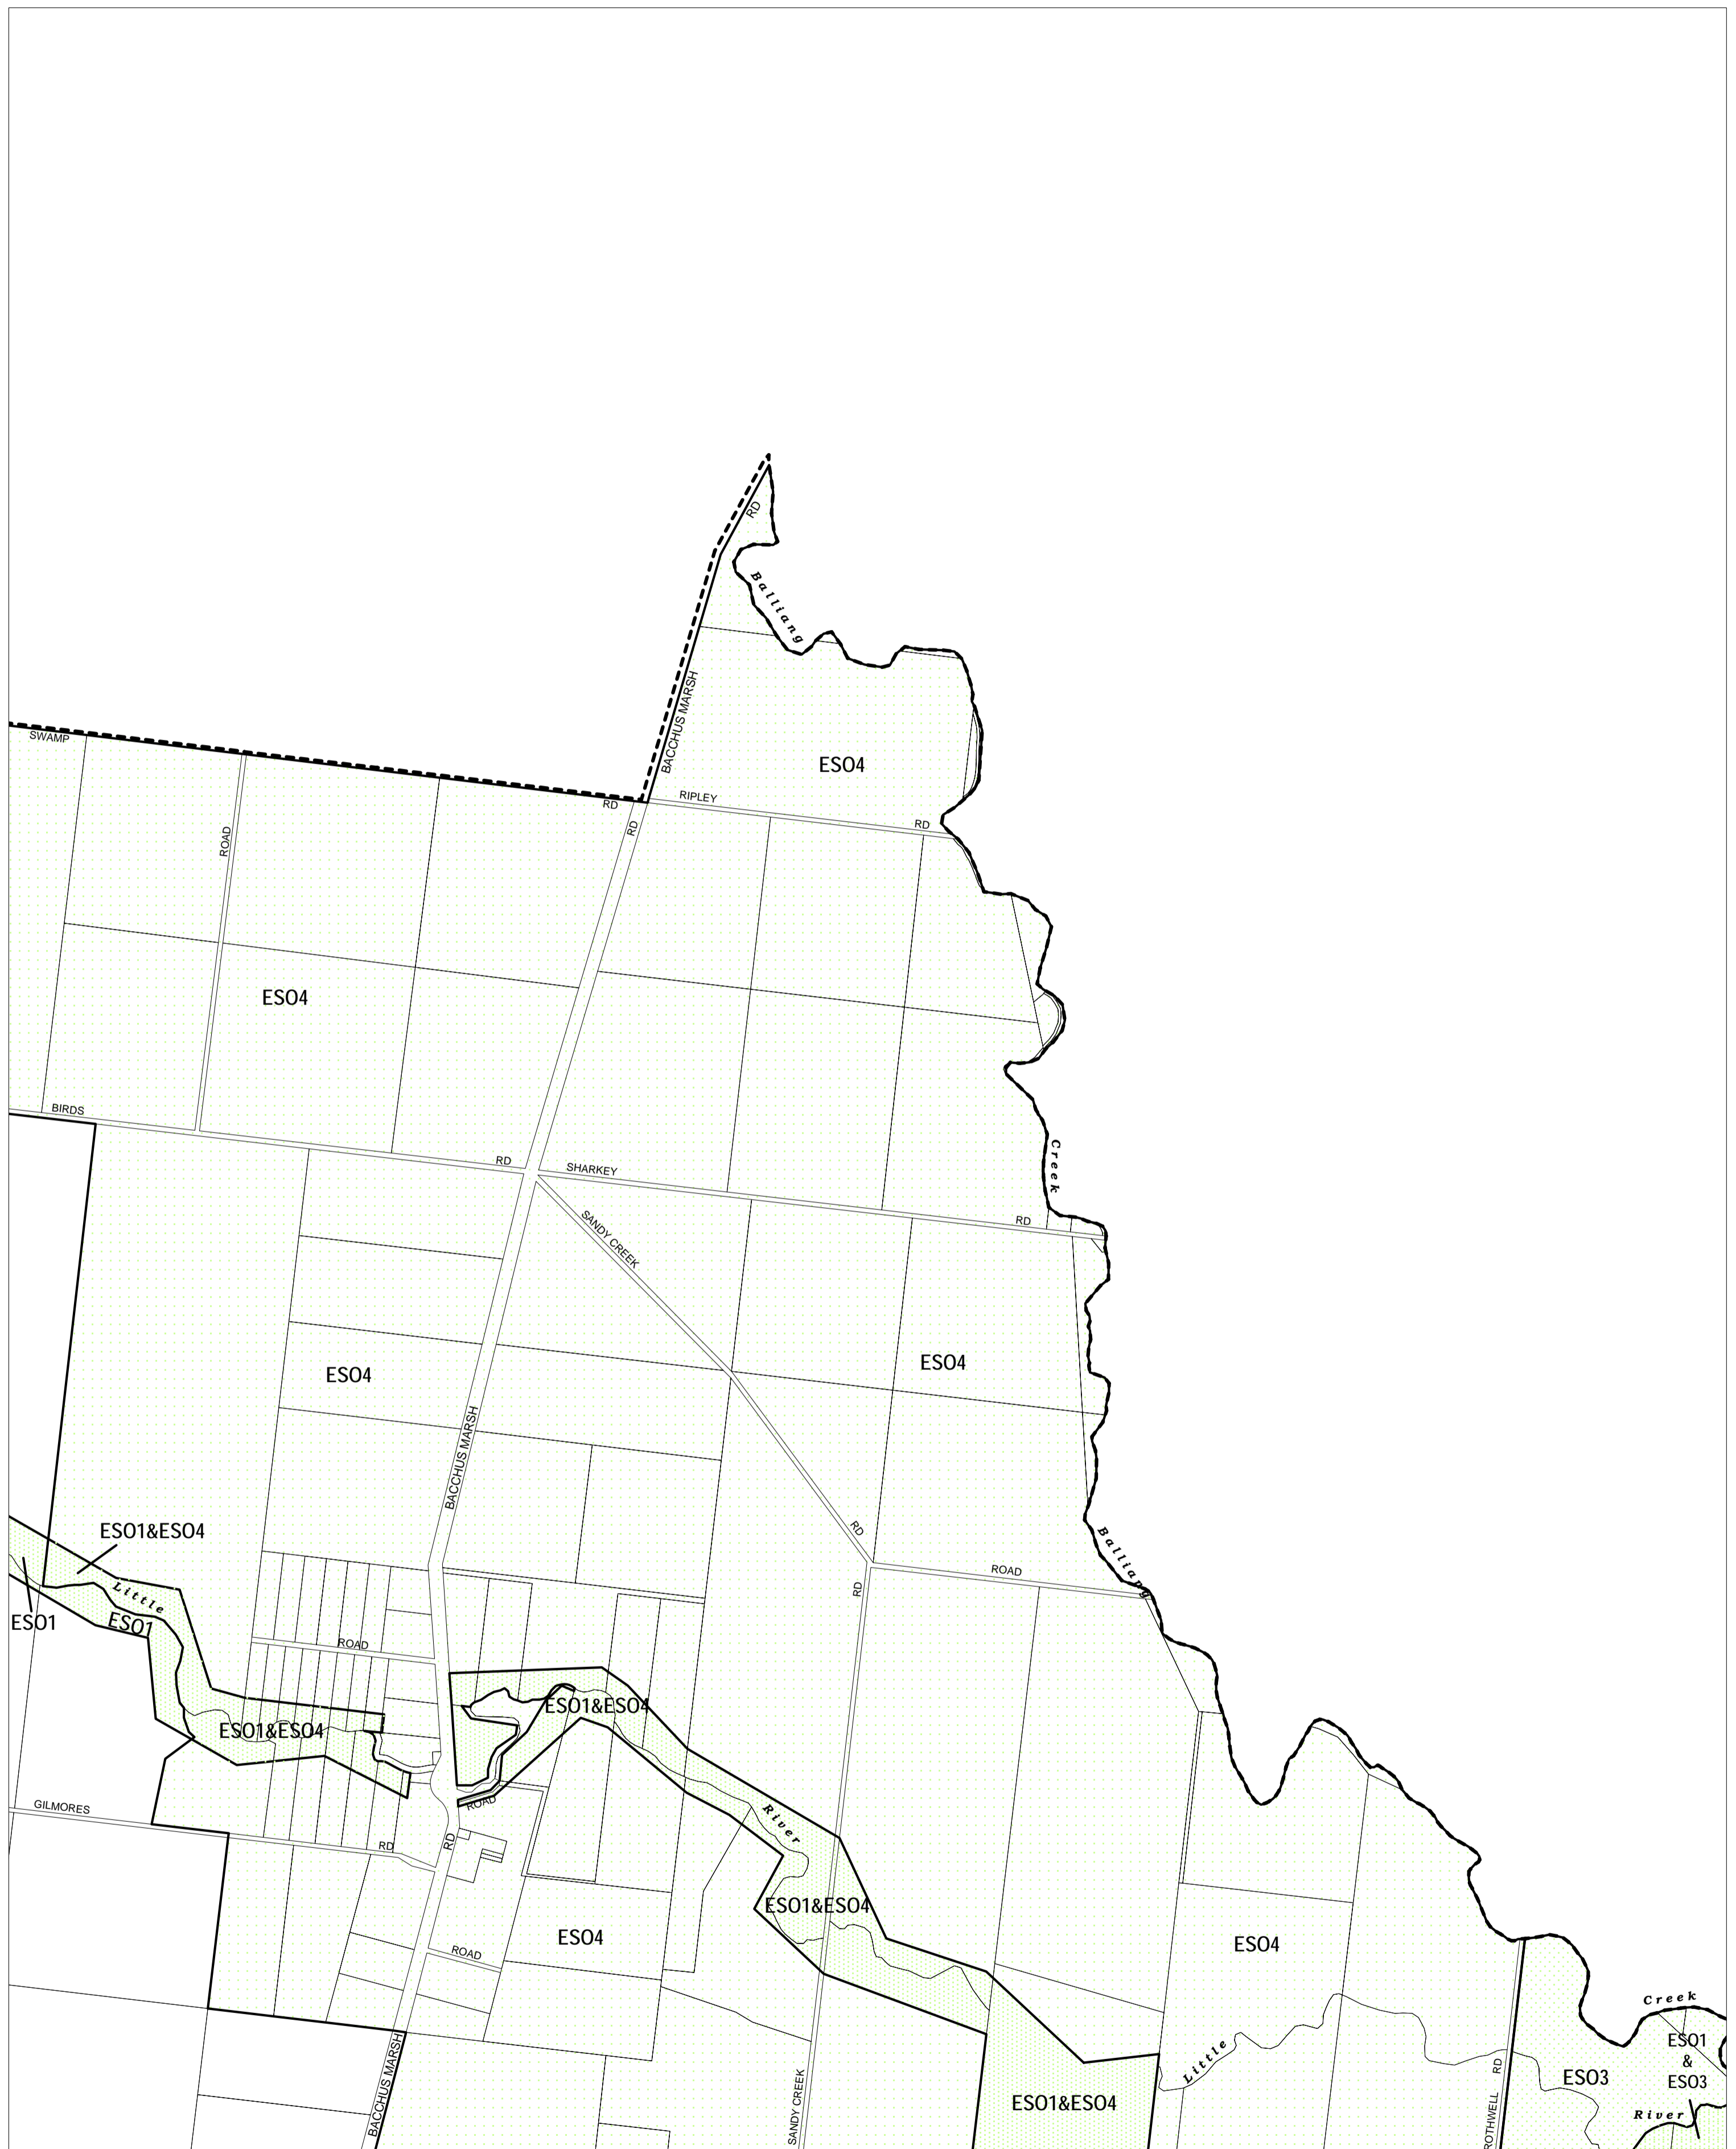 RD
Balliang
BACCHUS MARSH
SWAMP
ESO4
RIPLEY
RD
RD
RD
ROAD
ESO4
BIRDS
Creek
RD
SHARKEY
RD
SANDY CREEK
ESO4
ESO4
BACCHUS MARSH
ESO1&ESO4
RD
Balliang
ROAD
RD
Little
ESO1
ESO1
ROAD
ESO1&ESO4
ESO1&ESO4
ROAD
GILMORES
River
RD
RD
ESO1&ESO4
ESO4
ESO4
ROAD
Creek
ESO1
&
ESO3
Little
RD
ESO3
BACCHUS MARSH
SANDY CREEK
ESO1&ESO4
ROTHWELL
River